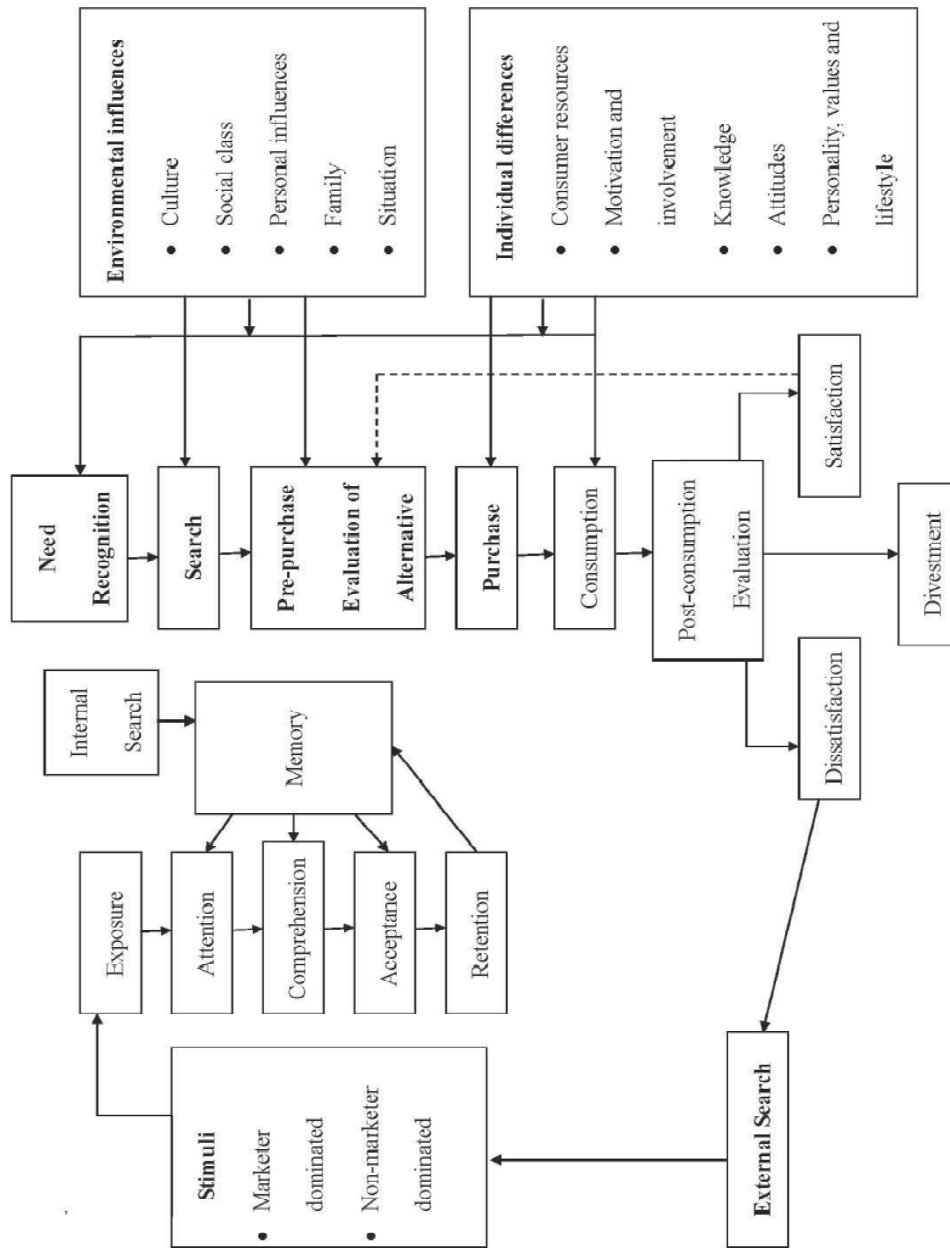 Stimuli
• Marketer
dominated
• Non-marketer
dominated
External Search
Exposure
Attention
Comprehension
Acceptance
Retention
Internal
Search
Memory
Need
Recognition
Search
Pre-purchase
Evaluation of
Alternative
Purchase
Consumption
Post-consumption
Evaluation
Dissatisfaction
Satisfaction
Divestment
Environmental influences
• Culture
• Social class
• Personal influences
• Family
• Situation
Individual differences
• Consumer resources
• Motivation and
involvement
• Knowledge
• Attitudes
• Personality, values and
lifestyle